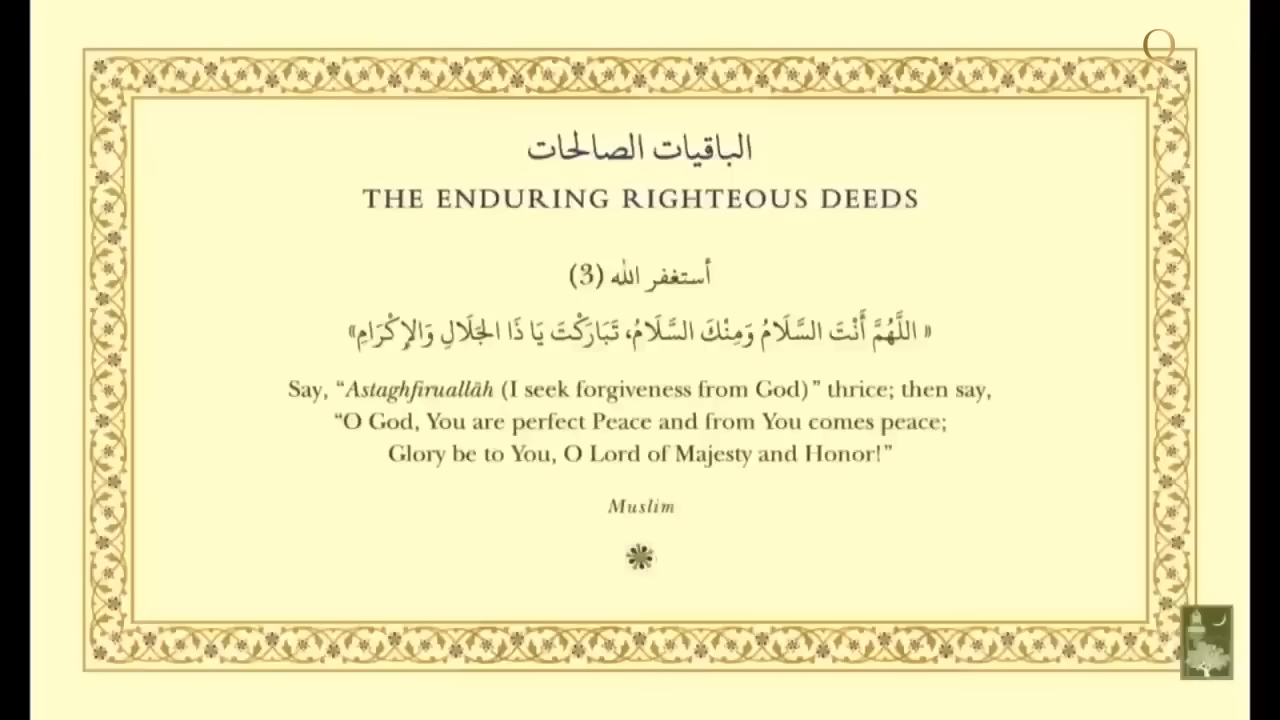 Q
الباقيات الصالحات
THE ENDURING RIGHTEOUS DEEDS
أستغفر الله (3)
« اللَّهُمَّ أَنْتَ السَّلَامُ وَمِنْكَ السَّلَامُ، تَبَارَكْتَ يَا ذَا الجَلَالِ وَالإِكْرَامِ»
Say, “Astaghfiruallāh (I seek forgiveness from God)” thrice; then say,
“O God, You are perfect Peace and from You comes peace;
Glory be to You, O Lord of Majesty and Honor!”
Muslim